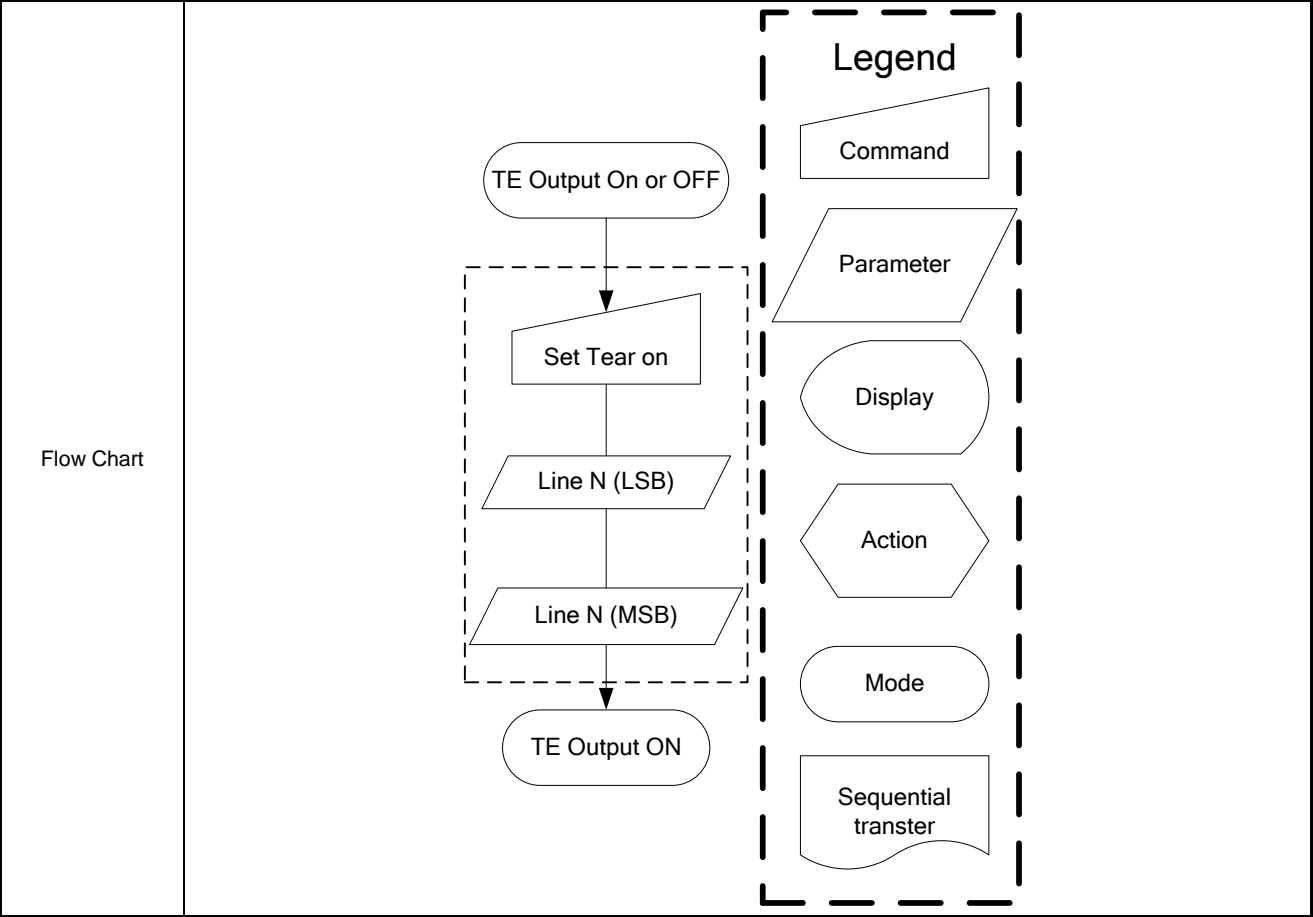 Flow Chart
TE Output On or OFF
Set Tear on
Line N (LSB)
Line N (MSB)
TE Output ON
Legend
Command
Parameter
Display
Action
Mode
Sequential
transter